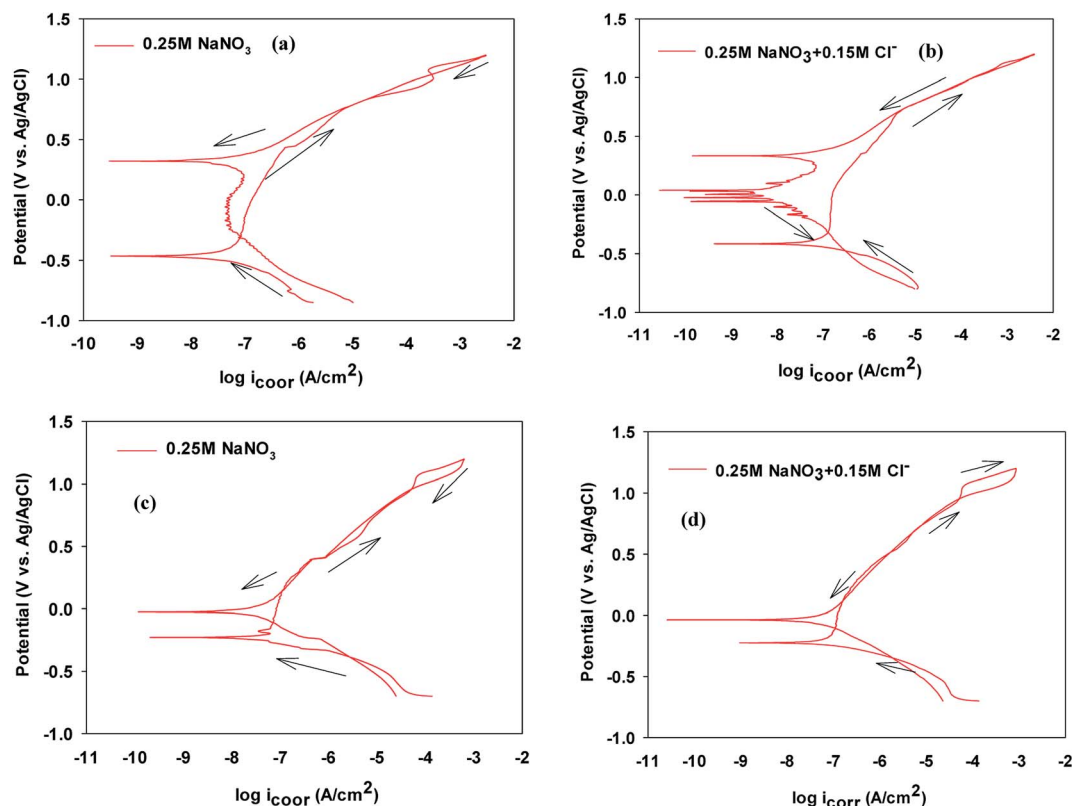 1.5
0.25M NaNO₃
(a)
1.0
0.5
0.0
-0.5
-1.0
Potential (V vs. Ag/AgCl)
-10 -9 -8 -7 -6 -5 -4 -3 -2
log i_coor (A/cm²)
1.5
0.25M NaNO₃+0.15M Cl⁻
(b)
1.0
0.5
0.0
-0.5
-1.0
Potential (V vs. Ag/AgCl)
-11 -10 -9 -8 -7 -6 -5 -4 -3 -2
log i_coor (A/cm²)
1.5
0.25M NaNO₃
(c)
1.0
0.5
0.0
-0.5
-1.0
Potential (V vs. Ag/AgCl)
-11 -10 -9 -8 -7 -6 -5 -4 -3 -2
log i_coor (A/cm²)
1.5
0.25M NaNO₃+0.15M Cl⁻
(d)
1.0
0.5
0.0
-0.5
-1.0
Potential (V vs. Ag/AgCl)
-11 -10 -9 -8 -7 -6 -5 -4 -3 -2
log i_coor (A/cm²)